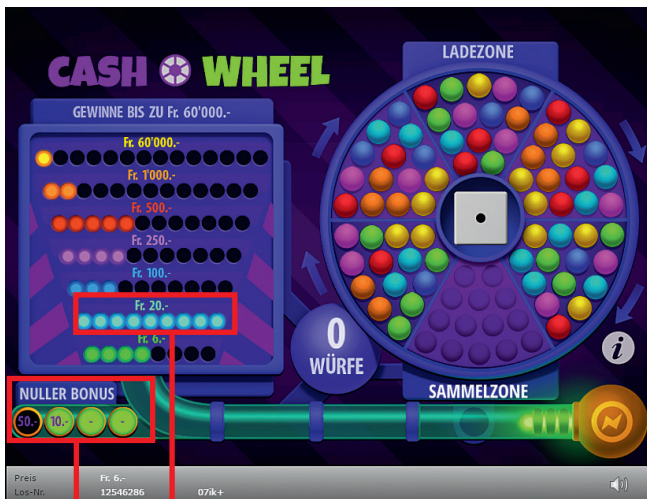 CASH WHEEL
LADEZONE
GEWINNE BIS ZU Fr. 60'000.-
Fr. 60'000.-
Fr. 1'000.-
Fr. 500.-
Fr. 250.-
Fr. 100.-
Fr. 20.-
Fr. 6.-
0
WÜRFE
i
NULLER BONUS
SAMMELZONE
50.- 10.- - -
Preis Fr. 6.-
Los-Nr. 12546286 07ik+